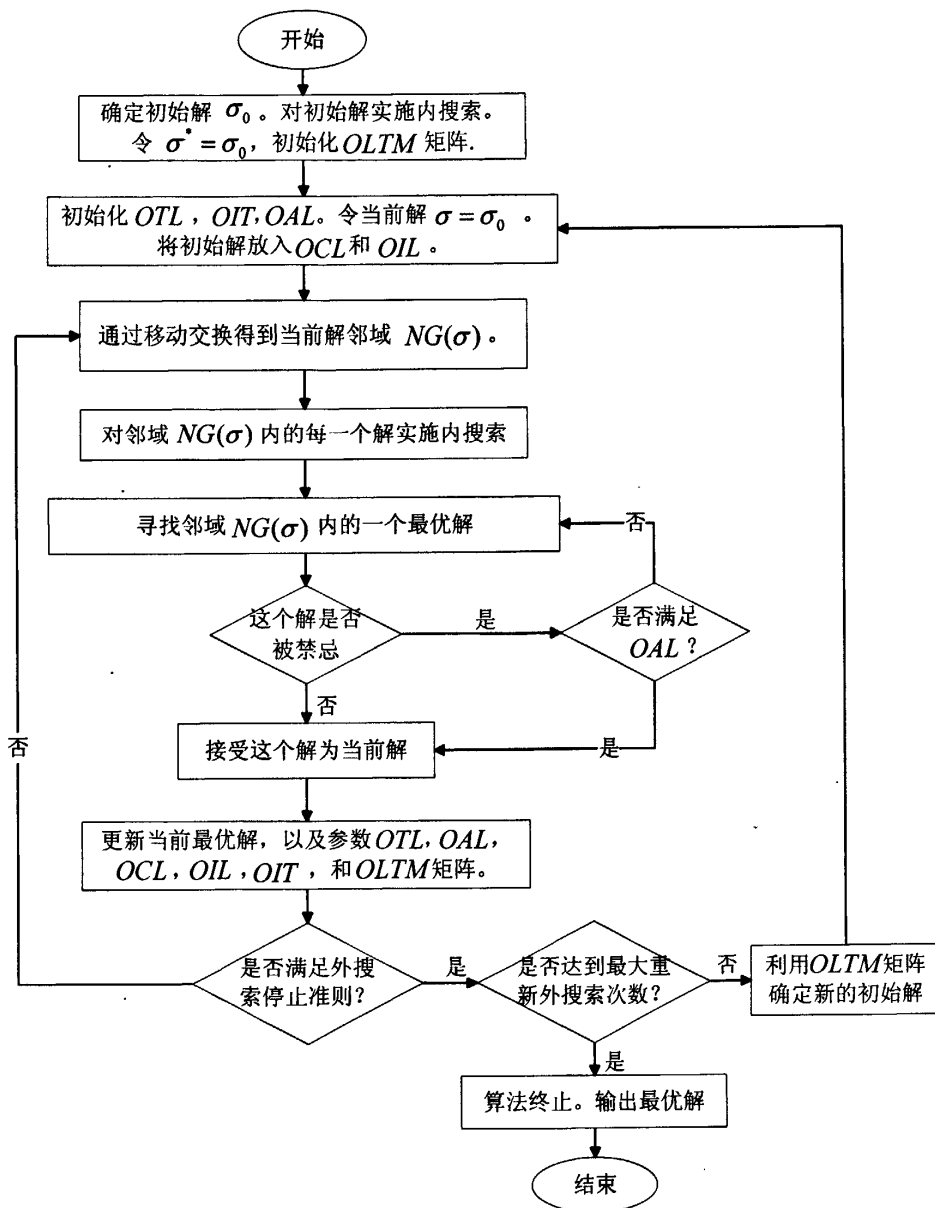 开始
确定初始解 σ₀。对初始解实施内搜索。
令 σ* = σ₀，初始化 OLTM 矩阵.
初始化 OTL ，OIT,OAL。令当前解 σ = σ₀ 。
将初始解放入OCL和 OIL 。
通过移动交换得到当前解邻域 NG(σ)。
对邻域 NG(σ) 内的每一个解实施内搜索
寻找邻域 NG(σ) 内的一个最优解
否
这个解是否
被禁忌
是
是否满足
OAL ？
否
是
接受这个解为当前解
否
更新当前最优解，以及参数 OTL, OAL，
OCL，OIL ，OIT ，和 OLTM 矩阵。
是否满足外搜
索停止准则？
是
是否达到最大重
新外搜索次数？
否
利用OLTM矩阵
确定新的初始解
是
算法终止。输出最优解
结束